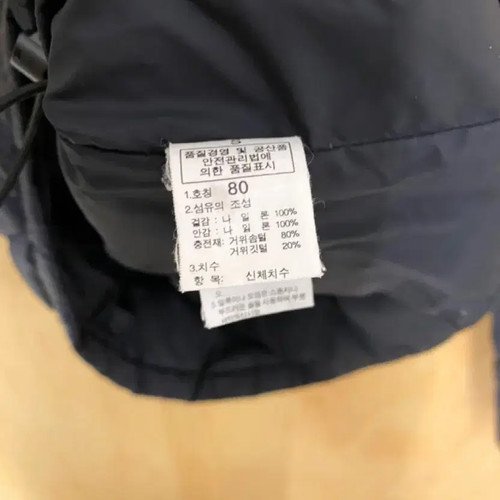 품질경영 및 공산품
안전관리법에
의한 품질표시
1.호칭 80
2.섬유의 조성
겉감: 나 일 론 100%
안감: 나 일 론 100%
충전재: 거위솜털 80%
거위깃털 20%
3.치수
항 목: 신체치수